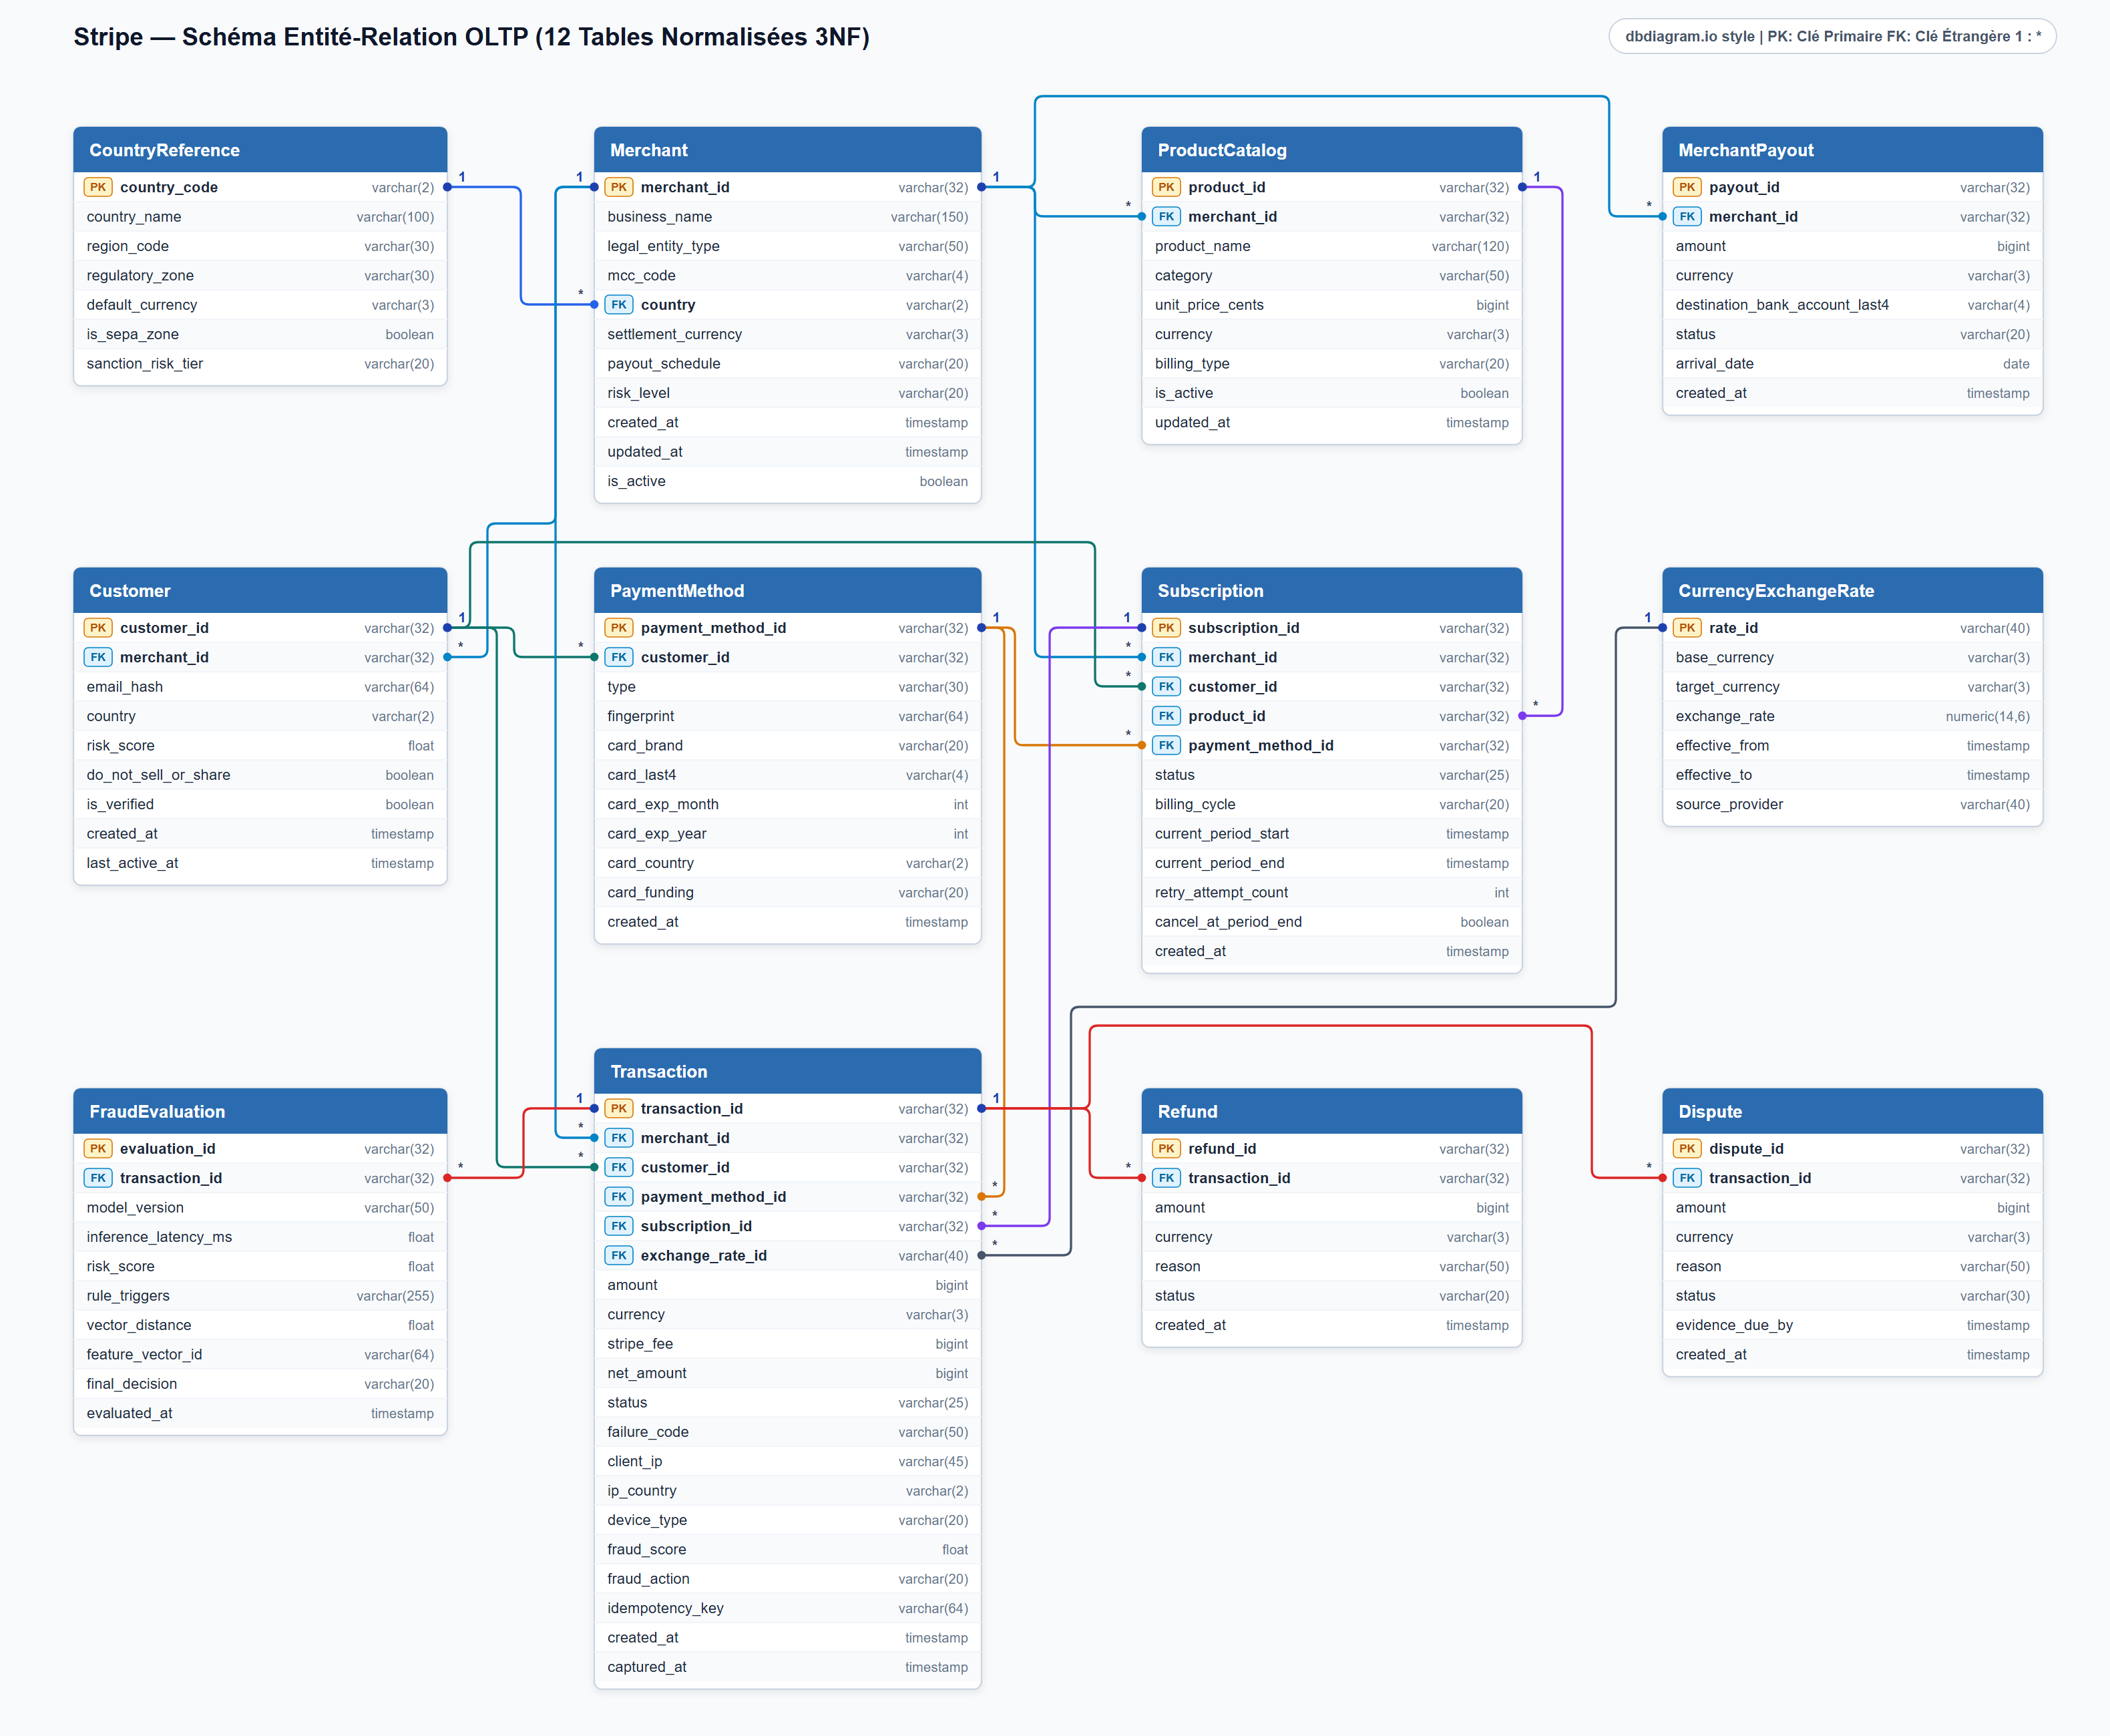 Stripe — Schéma Entité-Relation OLTP (12 Tables Normalisées 3NF)
dbdiagram.io style | PK: Clé Primaire FK: Clé Étrangère 1 : *
CountryReference
PK country_code varchar(2) 1
country_name varchar(100)
region_code varchar(30)
regulatory_zone varchar(30)
default_currency varchar(3)
is_sepa_zone boolean
sanction_risk_tier varchar(20)
Merchant
1 PK merchant_id varchar(32) 1
business_name varchar(150)
legal_entity_type varchar(50)
mcc_code varchar(4)
* FK country varchar(2)
settlement_currency varchar(3)
payout_schedule varchar(20)
risk_level varchar(20)
created_at timestamp
updated_at timestamp
is_active boolean
ProductCatalog
PK product_id varchar(32) 1
* FK merchant_id varchar(32)
product_name varchar(120)
category varchar(50)
unit_price_cents bigint
currency varchar(3)
billing_type varchar(20)
is_active boolean
updated_at timestamp
MerchantPayout
PK payout_id varchar(32)
* FK merchant_id varchar(32)
amount bigint
currency varchar(3)
destination_bank_account_last4 varchar(4)
status varchar(20)
arrival_date date
created_at timestamp
Customer
PK customer_id varchar(32) 1
FK merchant_id varchar(32) *
email_hash varchar(64)
country varchar(2)
risk_score float
do_not_sell_or_share boolean
is_verified boolean
created_at timestamp
last_active_at timestamp
PaymentMethod
PK payment_method_id varchar(32) 1
* FK customer_id varchar(32)
type varchar(30)
fingerprint varchar(64)
card_brand varchar(20)
card_last4 varchar(4)
card_exp_month int
card_exp_year int
card_country varchar(2)
card_funding varchar(20)
created_at timestamp
Subscription
1 PK subscription_id varchar(32)
* FK merchant_id varchar(32)
* FK customer_id varchar(32)
FK product_id varchar(32) *
* FK payment_method_id varchar(32)
status varchar(25)
billing_cycle varchar(20)
current_period_start timestamp
current_period_end timestamp
retry_attempt_count int
cancel_at_period_end boolean
created_at timestamp
CurrencyExchangeRate
1 PK rate_id varchar(40)
base_currency varchar(3)
target_currency varchar(3)
exchange_rate numeric(14,6)
effective_from timestamp
effective_to timestamp
source_provider varchar(40)
FraudEvaluation
PK evaluation_id varchar(32)
FK transaction_id varchar(32) *
model_version varchar(50)
inference_latency_ms float
risk_score float
rule_triggers varchar(255)
vector_distance float
feature_vector_id varchar(64)
final_decision varchar(20)
evaluated_at timestamp
Transaction
1 PK transaction_id varchar(32) 1
* FK merchant_id varchar(32)
* FK customer_id varchar(32)
FK payment_method_id varchar(32) *
FK subscription_id varchar(32) *
FK exchange_rate_id varchar(40) *
amount bigint
currency varchar(3)
stripe_fee bigint
net_amount bigint
status varchar(25)
failure_code varchar(50)
client_ip varchar(45)
ip_country varchar(2)
device_type varchar(20)
fraud_score float
fraud_action varchar(20)
idempotency_key varchar(64)
created_at timestamp
captured_at timestamp
Refund
PK refund_id varchar(32)
* FK transaction_id varchar(32)
amount bigint
currency varchar(3)
reason varchar(50)
status varchar(20)
created_at timestamp
Dispute
PK dispute_id varchar(32)
* FK transaction_id varchar(32)
amount bigint
currency varchar(3)
reason varchar(50)
status varchar(30)
evidence_due_by timestamp
created_at timestamp